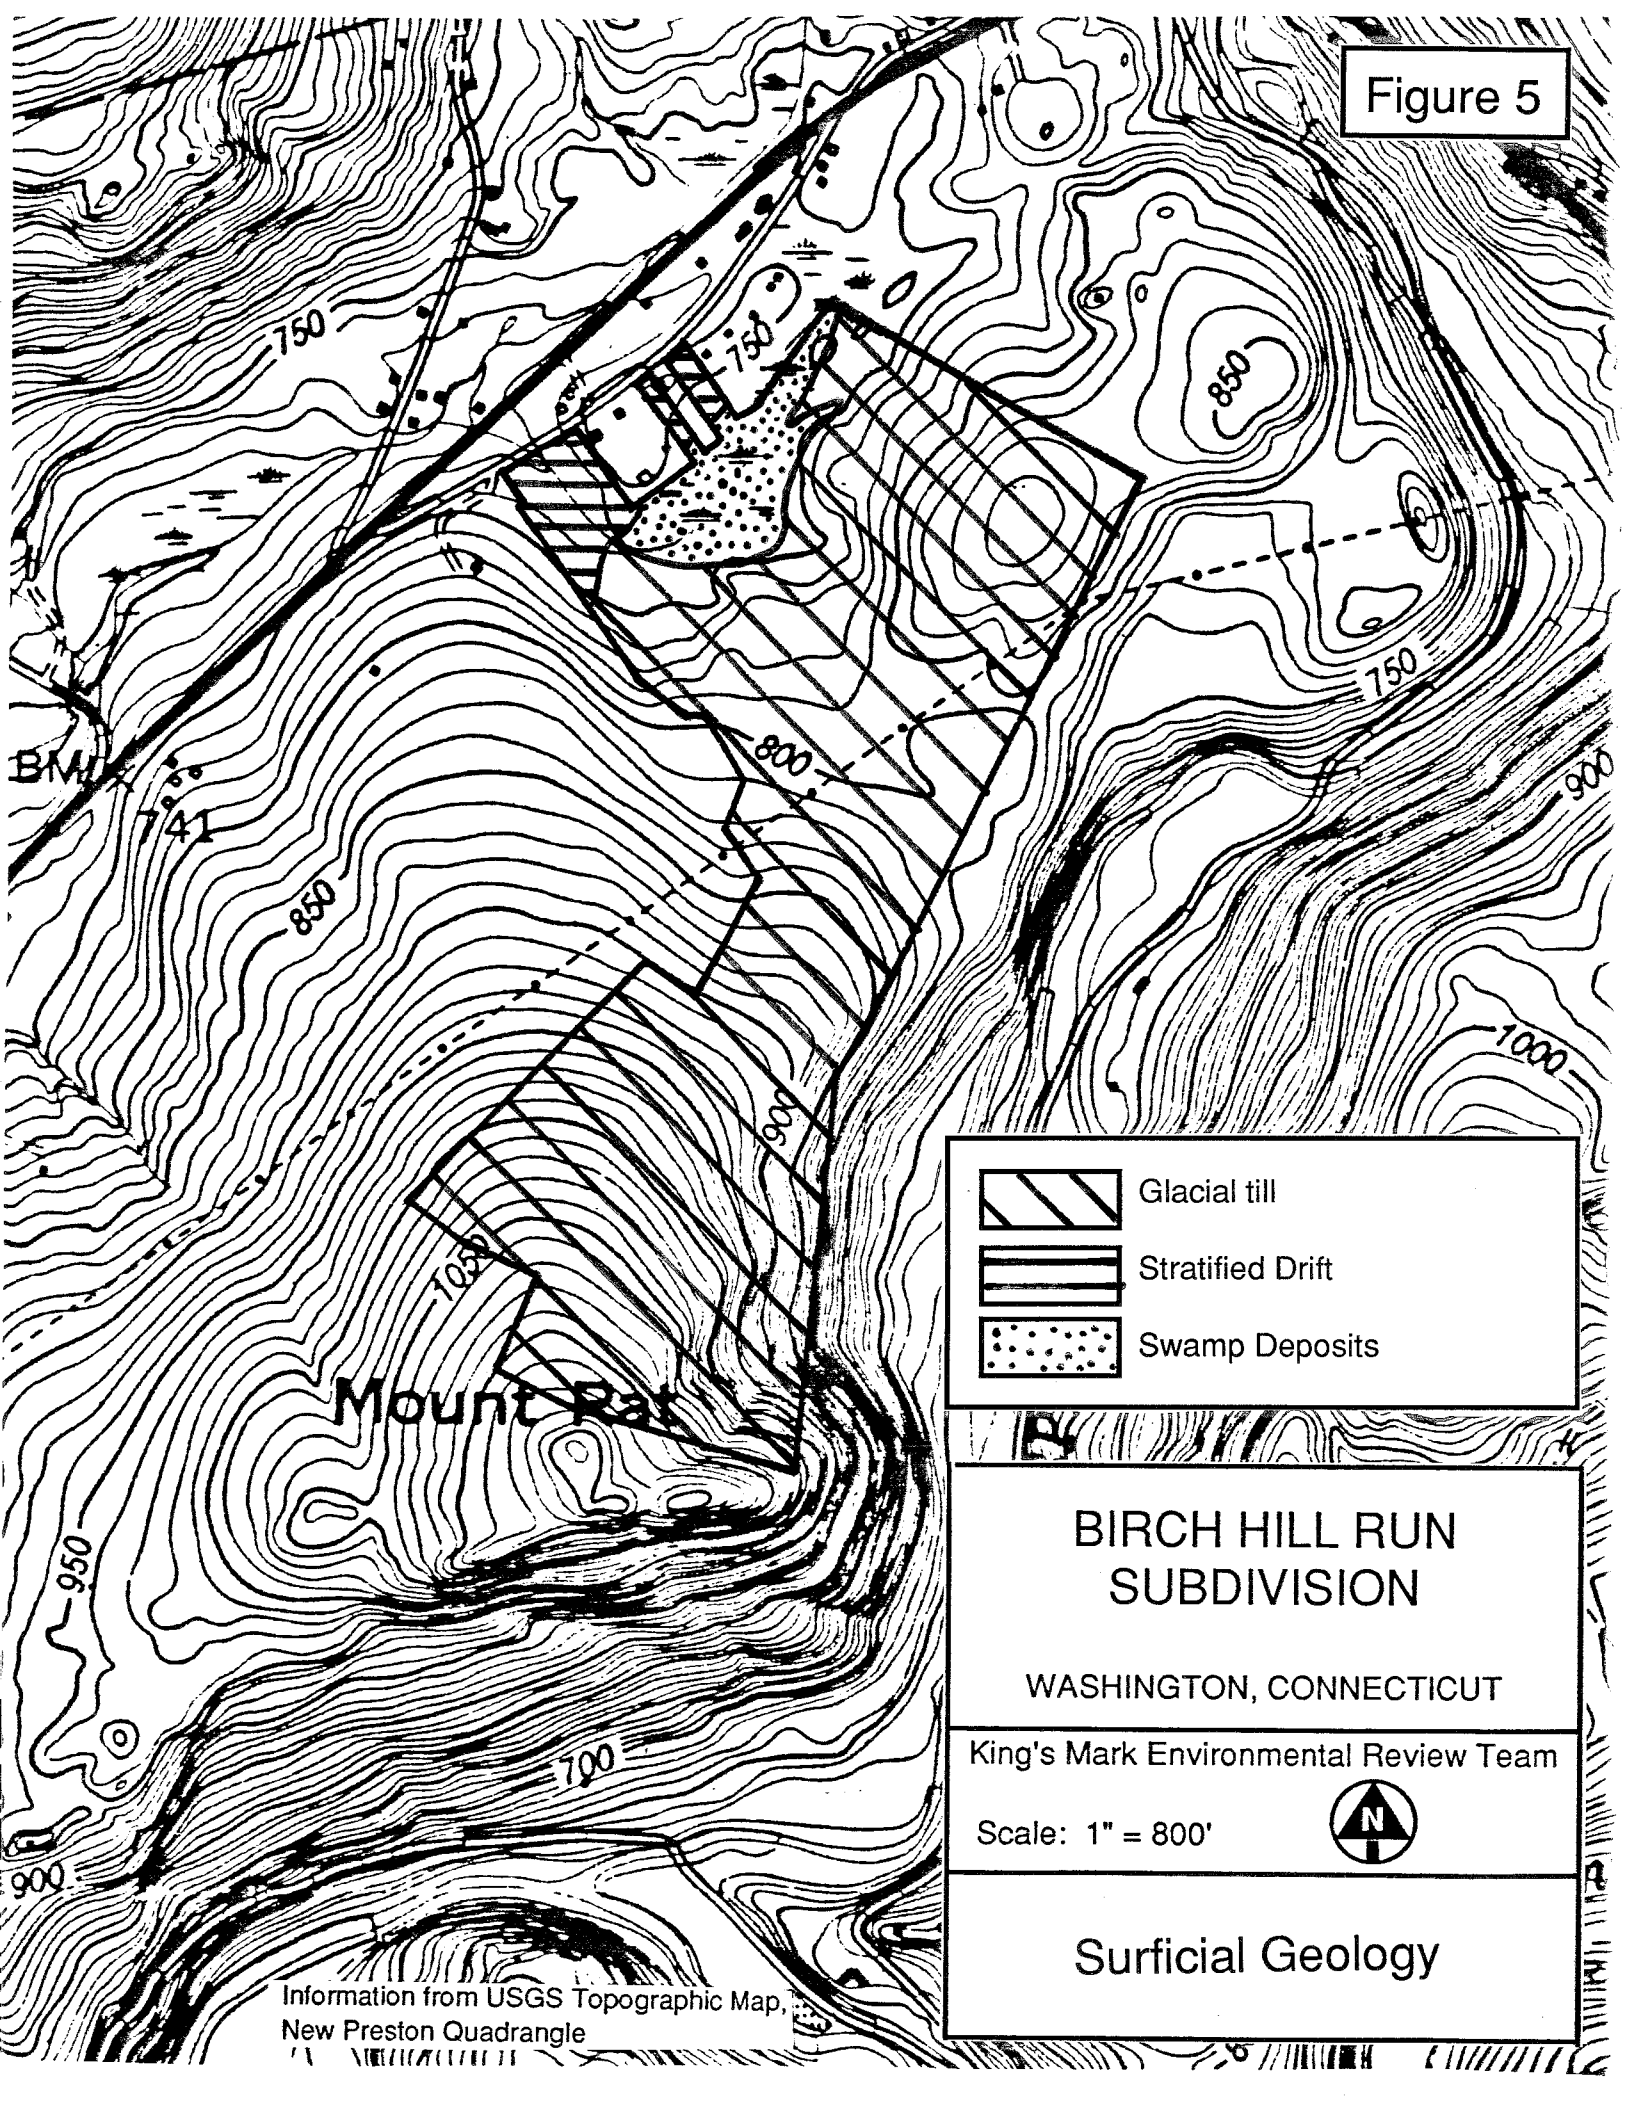 Figure 5
750
750
850
750
800
BM
741
900
850
1000
900
Glacial till
1050
Stratified Drift
Swamp Deposits
Mount Rat
BIRCH HILL RUN
SUBDIVISION
950
WASHINGTON, CONNECTICUT
King's Mark Environmental Review Team
700
N
Scale: 1" = 800'
900
Surficial Geology
Information from USGS Topographic Map,
New Preston Quadrangle